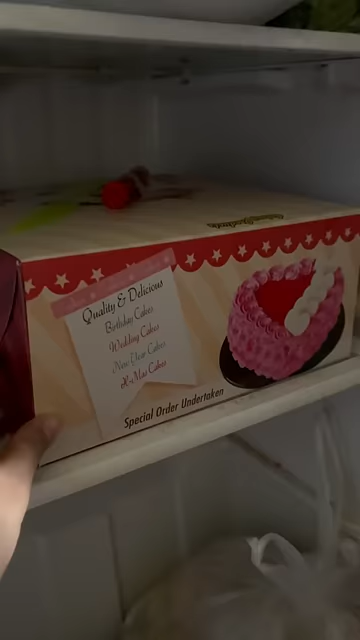 Quality & Delicious
Birthday Cakes
Wedding Cakes
New Year Cakes
X-Mas Cakes
Special Order Undertaken